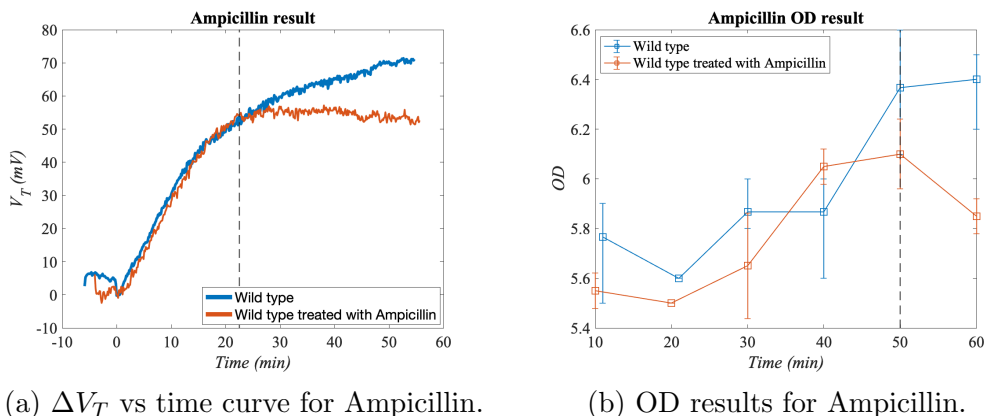 Ampicillin result
80
70
60
50
40
30
20
10
0
-10
V_T (mV)
-10 0 10 20 30 40 50 60
Time (min)
Wild type
Wild type treated with Ampicillin
(a) ΔV_T vs time curve for Ampicillin.
Ampicillin OD result
6.6
6.4
6.2
6
5.8
5.6
5.4
OD
10 20 30 40 50 60
Time (min)
Wild type
Wild type treated with Ampicillin
(b) OD results for Ampicillin.